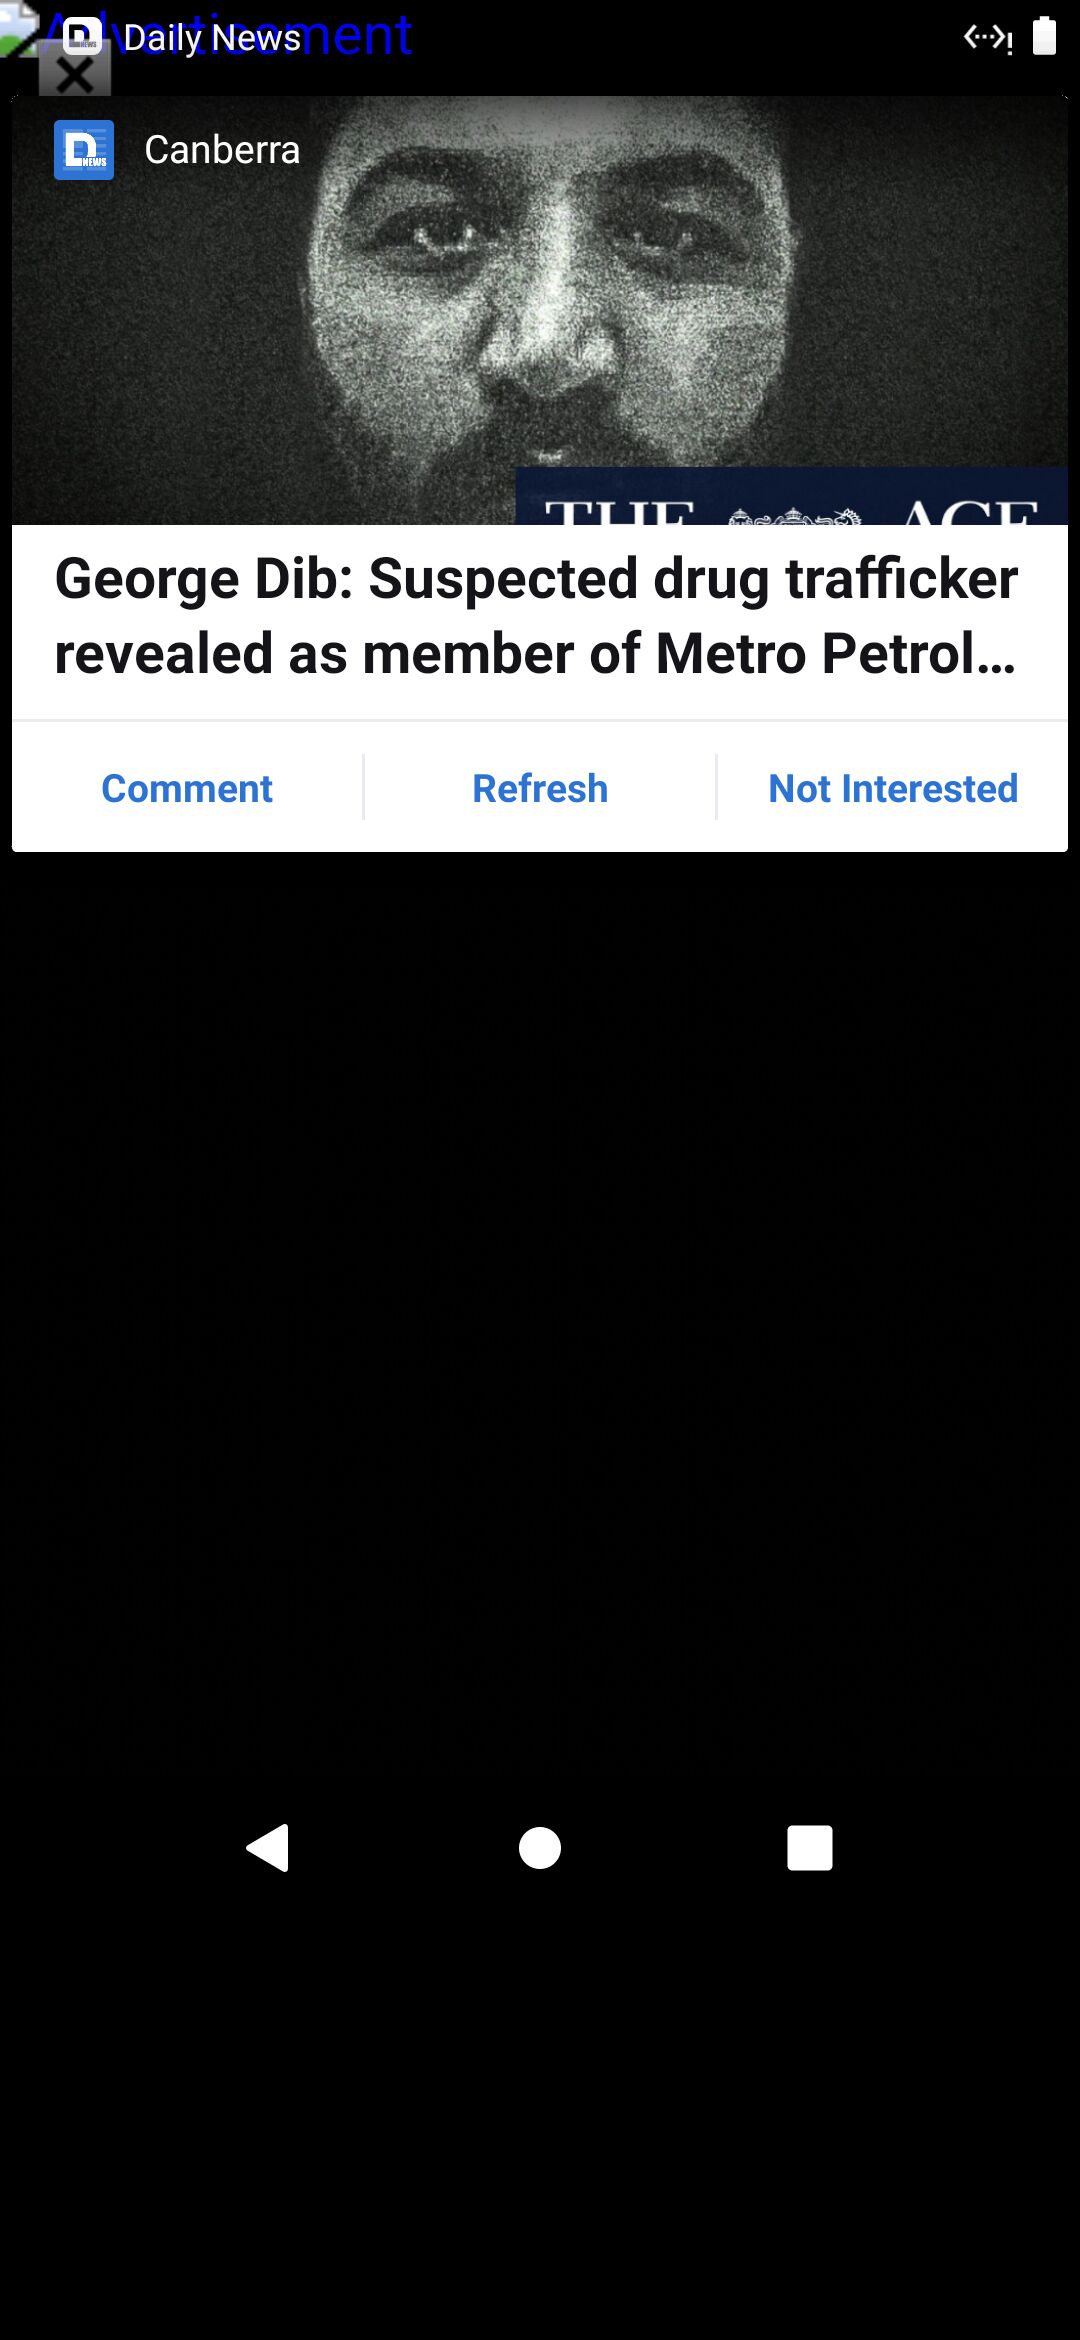 Advertisement
Daily News
Canberra
THE AGE
George Dib: Suspected drug trafficker
revealed as member of Metro Petrol...
Comment
Refresh
Not Interested